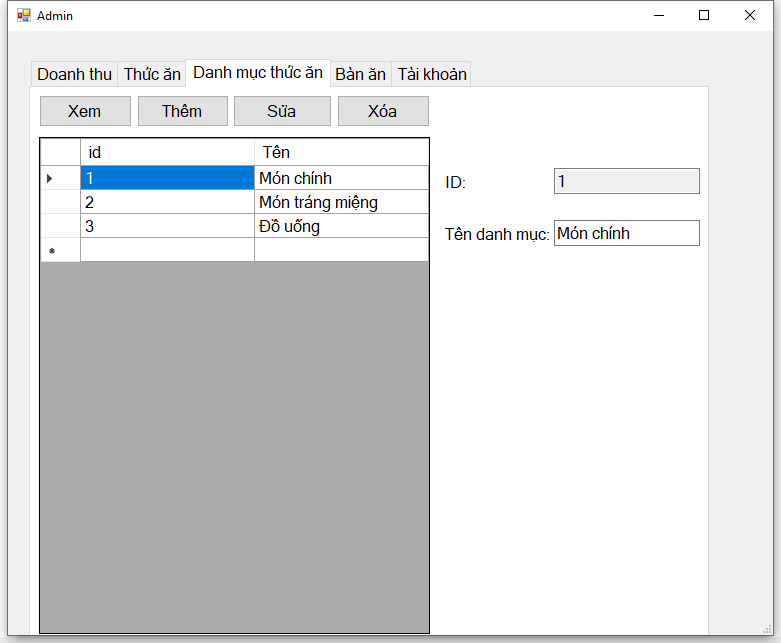 Admin
Doanh thu Thức ăn Danh mục thức ăn Bàn ăn Tài khoản
Xem Thêm Sửa Xóa
id Tên
1 Món chính
2 Món tráng miệng
3 Đồ uống
ID: 1
Tên danh mục: Món chính